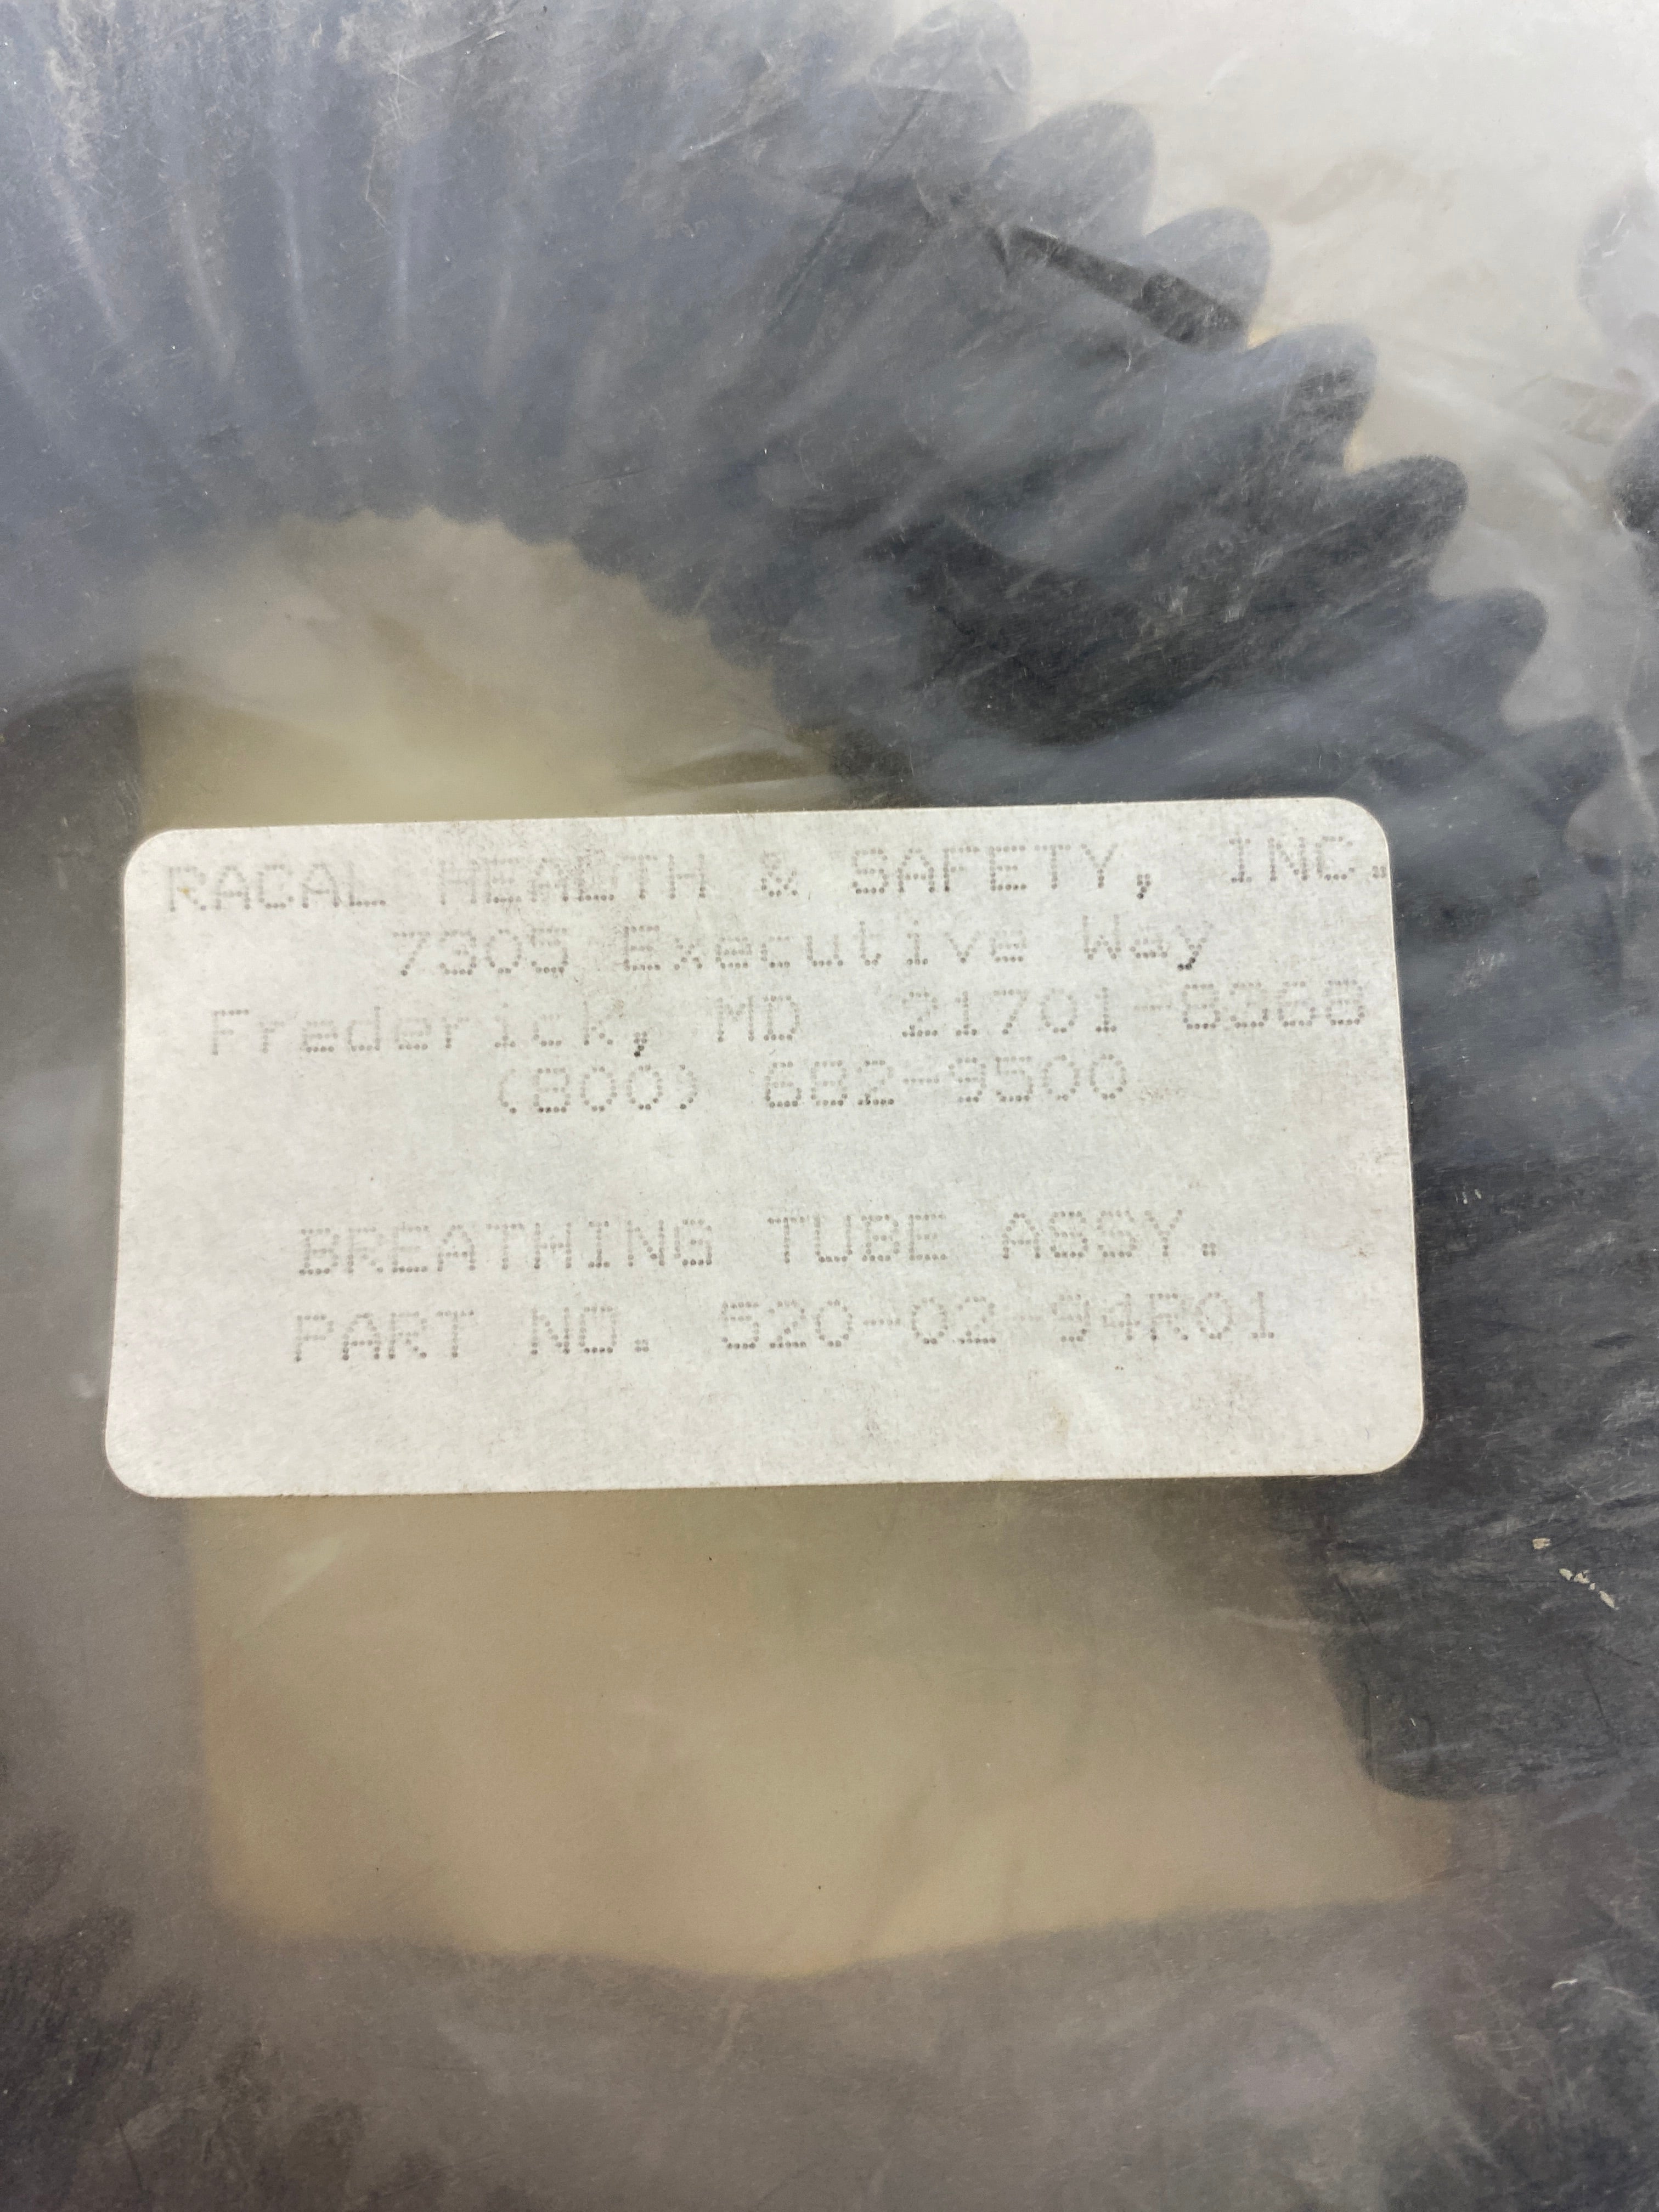 RACAL HEALTH & SAFETY, INC.
7305 Executive Way
Frederick, MD 21701-8368
(800) 682-9500
BREATHING TUBE ASSY.
PART NO. 520-02-94R01